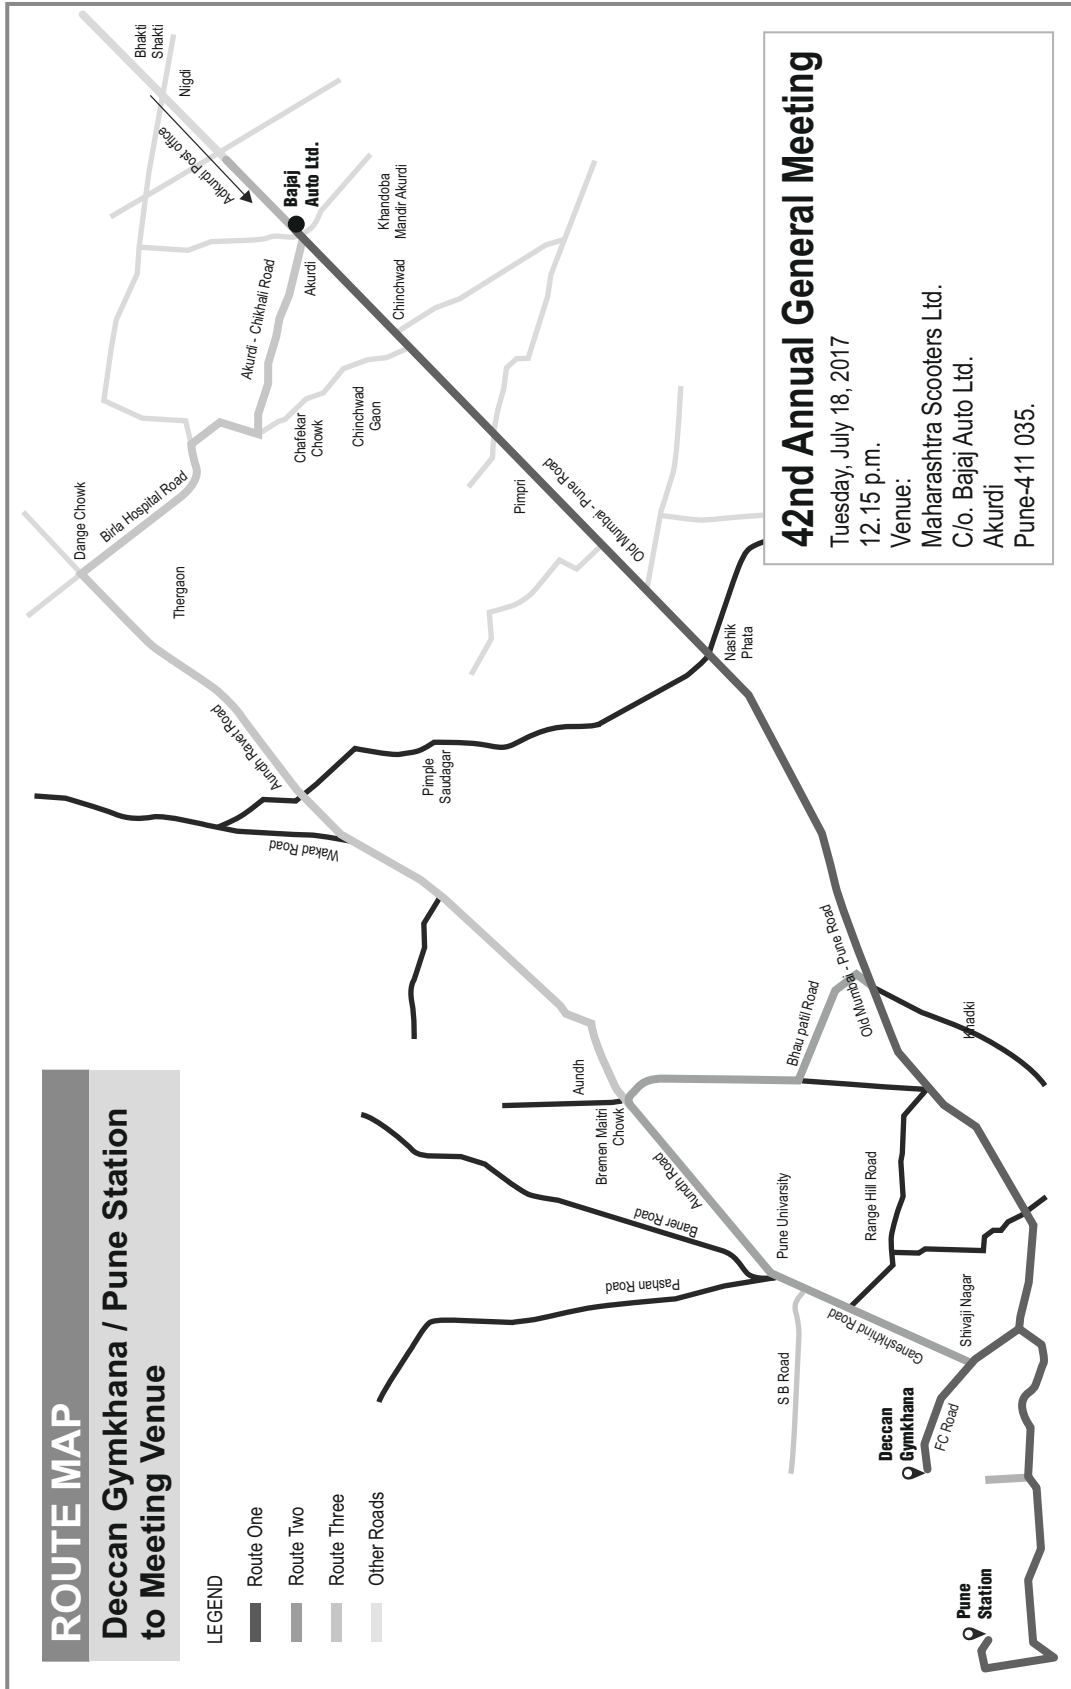 ROUTE MAP
Deccan Gymkhana / Pune Station
to Meeting Venue
LEGEND
Route One
Route Two
Route Three
Other Roads
Bhakti
Shakti
Nigdi
Adkurdi Post office
Bajaj
Auto Ltd.
Khandoba
Mandir Akurdi
Akurdi
Chinchwad
Akurdi - Chikhali Road
Chafekar
Chowk
Chinchwad
Gaon
Dange Chowk
Birla Hospital Road
Thergaon
Pimpri
Old Mumbai - Pune Road
Nashik
Phata
Aundh Ravet Road
Wakad Road
Pimple
Saudagar
Old Mumbai - Pune Road
Bhau patil Road
Khadki
Aundh
Bremen Maitri
Chowk
Aundh Road
Baner Road
Pashan Road
Pune University
Range Hill Road
Ganeshkhind Road
Shivaji Nagar
S B Road
Deccan
Gymkhana
FC Road
Pune
Station
42nd Annual General Meeting
Tuesday, July 18, 2017
12.15 p.m.
Venue:
Maharashtra Scooters Ltd.
C/o. Bajaj Auto Ltd.
Akurdi
Pune-411 035.